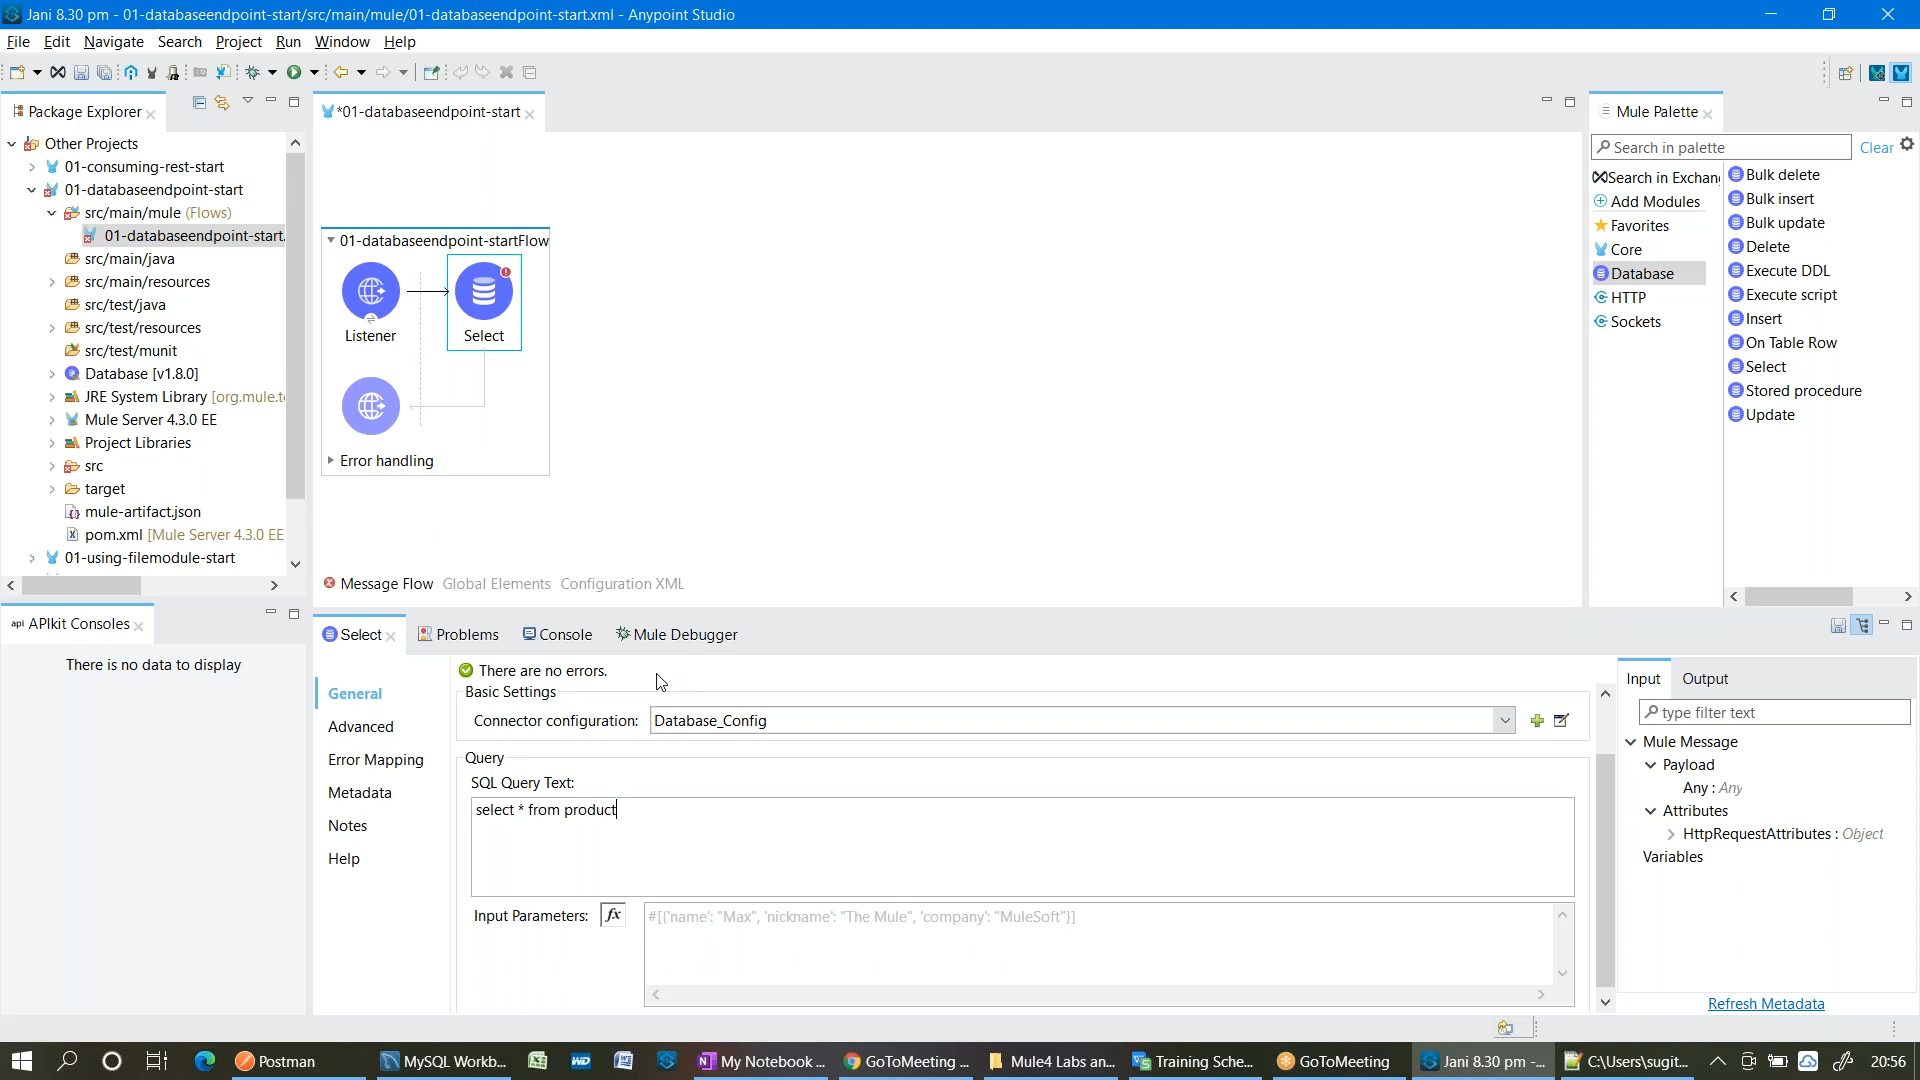 Jani 8.30 pm - 01-databaseendpoint-start/src/main/mule/01-databaseendpoint-start.xml - Anypoint Studio
File Edit Navigate Search Project Run Window Help
Package Explorer
Other Projects
01-consuming-rest-start
01-databaseendpoint-start
src/main/mule (Flows)
01-databaseendpoint-start.
src/main/java
src/main/resources
src/test/java
src/test/resources
src/test/munit
Database [v1.8.0]
JRE System Library [org.mule.t
Mule Server 4.3.0 EE
Project Libraries
src
target
mule-artifact.json
pom.xml [Mule Server 4.3.0 EE
01-using-filemodule-start
api APIkit Consoles
There is no data to display
*01-databaseendpoint-start
01-databaseendpoint-startFlow
Listener
Select
Error handling
Message Flow Global Elements Configuration XML
Mule Palette
Search in palette
Clear
Search in Exchan
Add Modules
Favorites
Core
Database
HTTP
Sockets
Bulk delete
Bulk insert
Bulk update
Delete
Execute DDL
Execute script
Insert
On Table Row
Select
Stored procedure
Update
Select Problems Console Mule Debugger
General
Advanced
Error Mapping
Metadata
Notes
Help
There are no errors.
Basic Settings
Connector configuration: Database_Config
Query
SQL Query Text:
select * from product
Input Parameters: fx #[{'name': "Max", 'nickname': "The Mule", 'company': "MuleSoft"}]
Input Output
type filter text
Mule Message
Payload
Any : Any
Attributes
HttpRequestAttributes : Object
Variables
Refresh Metadata
Postman
MySQL Workb...
My Notebook ...
GoToMeeting ...
Mule4 Labs an...
Training Sche...
GoToMeeting
Jani 8.30 pm -...
C:\Users\sugit...
20:56